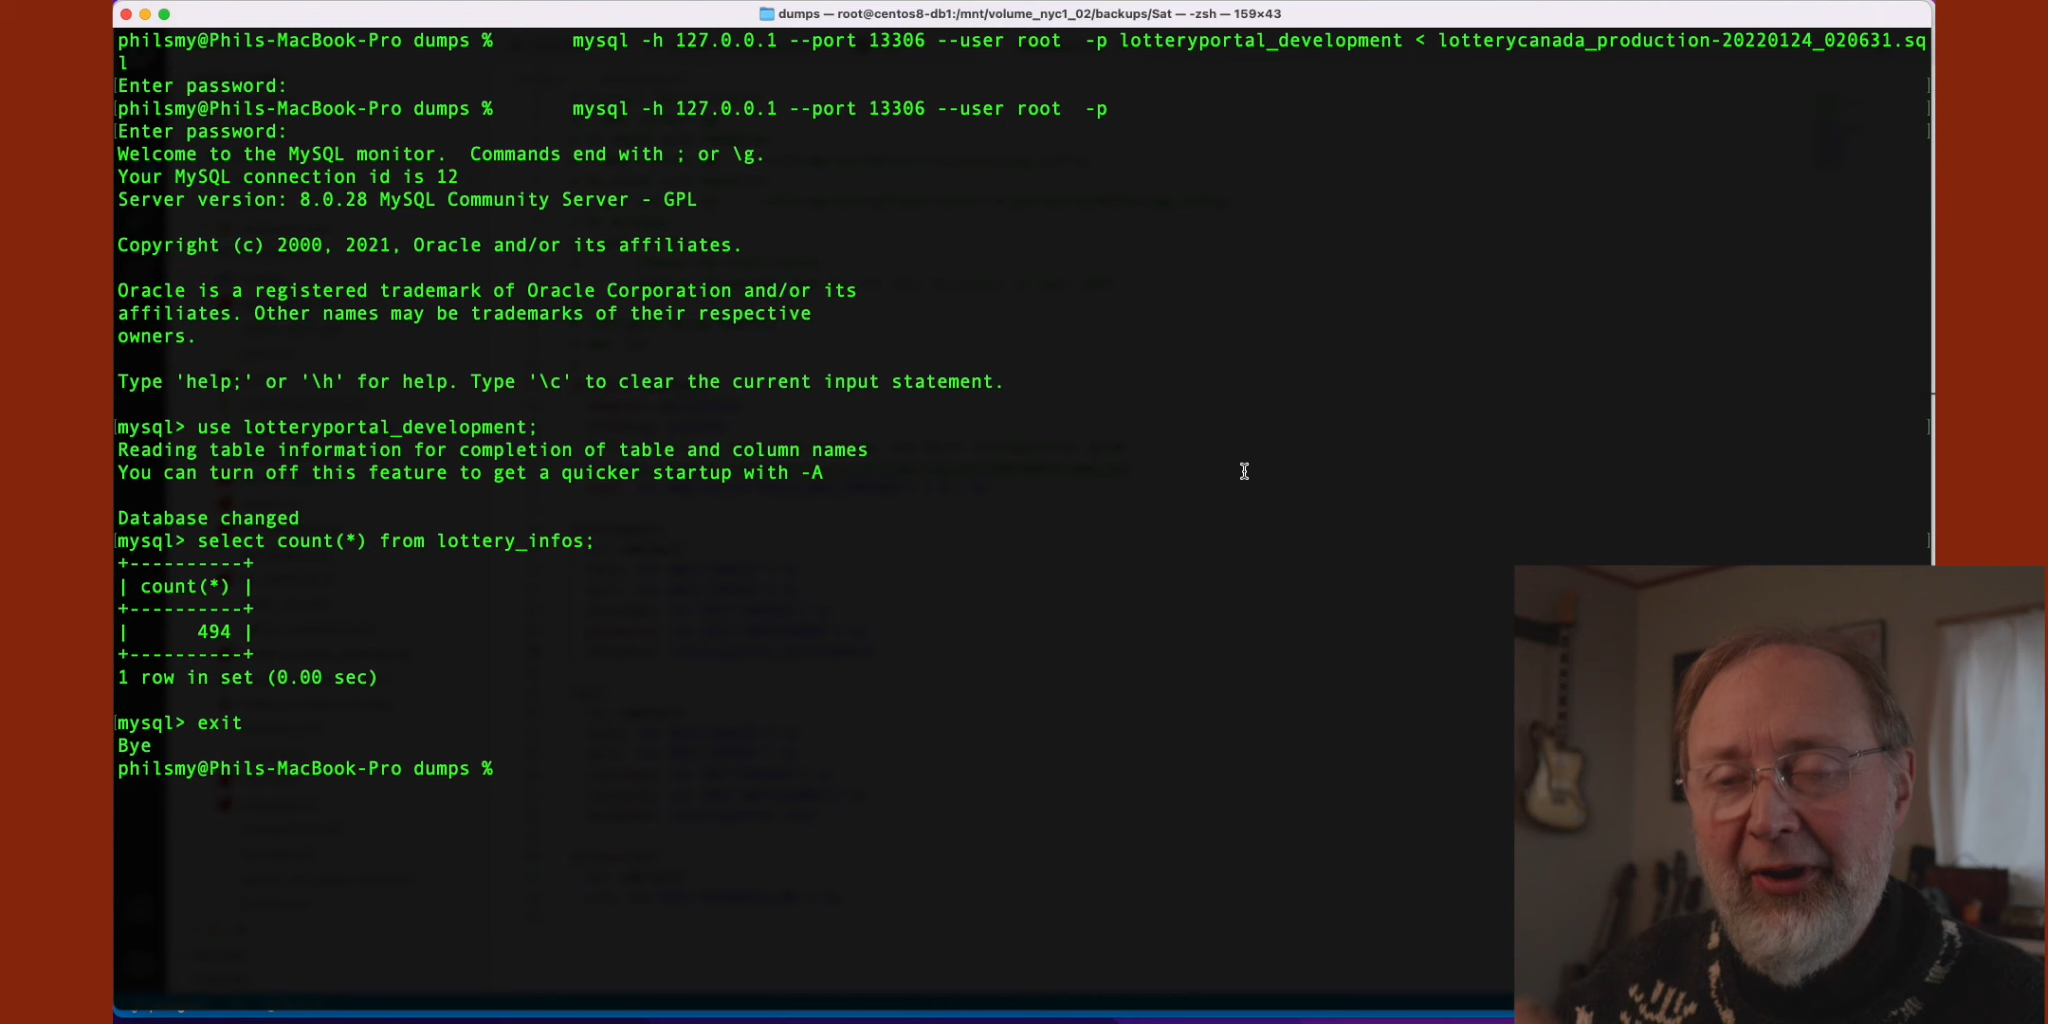 dumps — root@centos8-db1:/mnt/volume_nyc1_02/backups/Sat — -zsh — 159×43
philsmy@Phils-MacBook-Pro dumps %       mysql -h 127.0.0.1 --port 13306 --user root  -p lotteryportal_development < lotterycanada_production-20220124_020631.sq
l
Enter password:
philsmy@Phils-MacBook-Pro dumps %       mysql -h 127.0.0.1 --port 13306 --user root  -p
Enter password:
Welcome to the MySQL monitor.  Commands end with ; or \g.
Your MySQL connection id is 12
Server version: 8.0.28 MySQL Community Server - GPL
Copyright (c) 2000, 2021, Oracle and/or its affiliates.
Oracle is a registered trademark of Oracle Corporation and/or its
affiliates. Other names may be trademarks of their respective
owners.
Type 'help;' or '\h' for help. Type '\c' to clear the current input statement.
mysql> use lotteryportal_development;
Reading table information for completion of table and column names
You can turn off this feature to get a quicker startup with -A
Database changed
mysql> select count(*) from lottery_infos;
+----------+
| count(*) |
+----------+
|      494 |
+----------+
1 row in set (0.00 sec)
mysql> exit
Bye
philsmy@Phils-MacBook-Pro dumps %